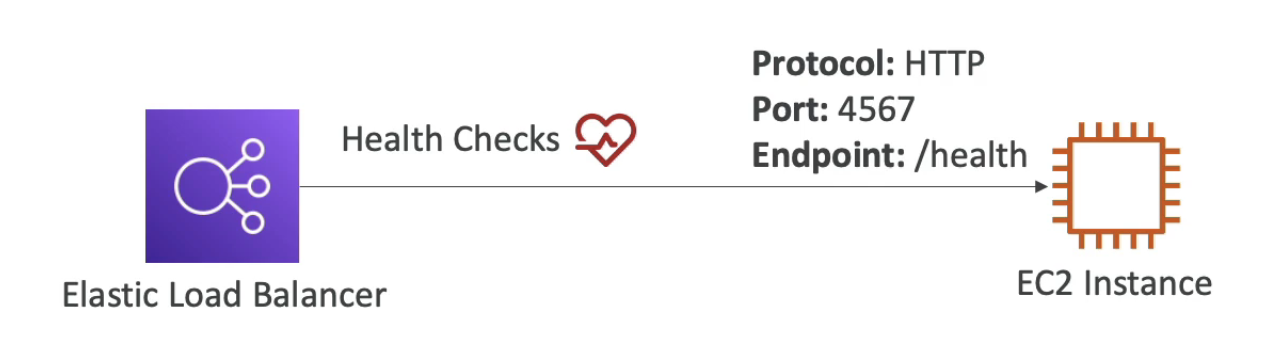 Protocol: HTTP
Port: 4567
Endpoint: /health
Health Checks
Elastic Load Balancer
EC2 Instance